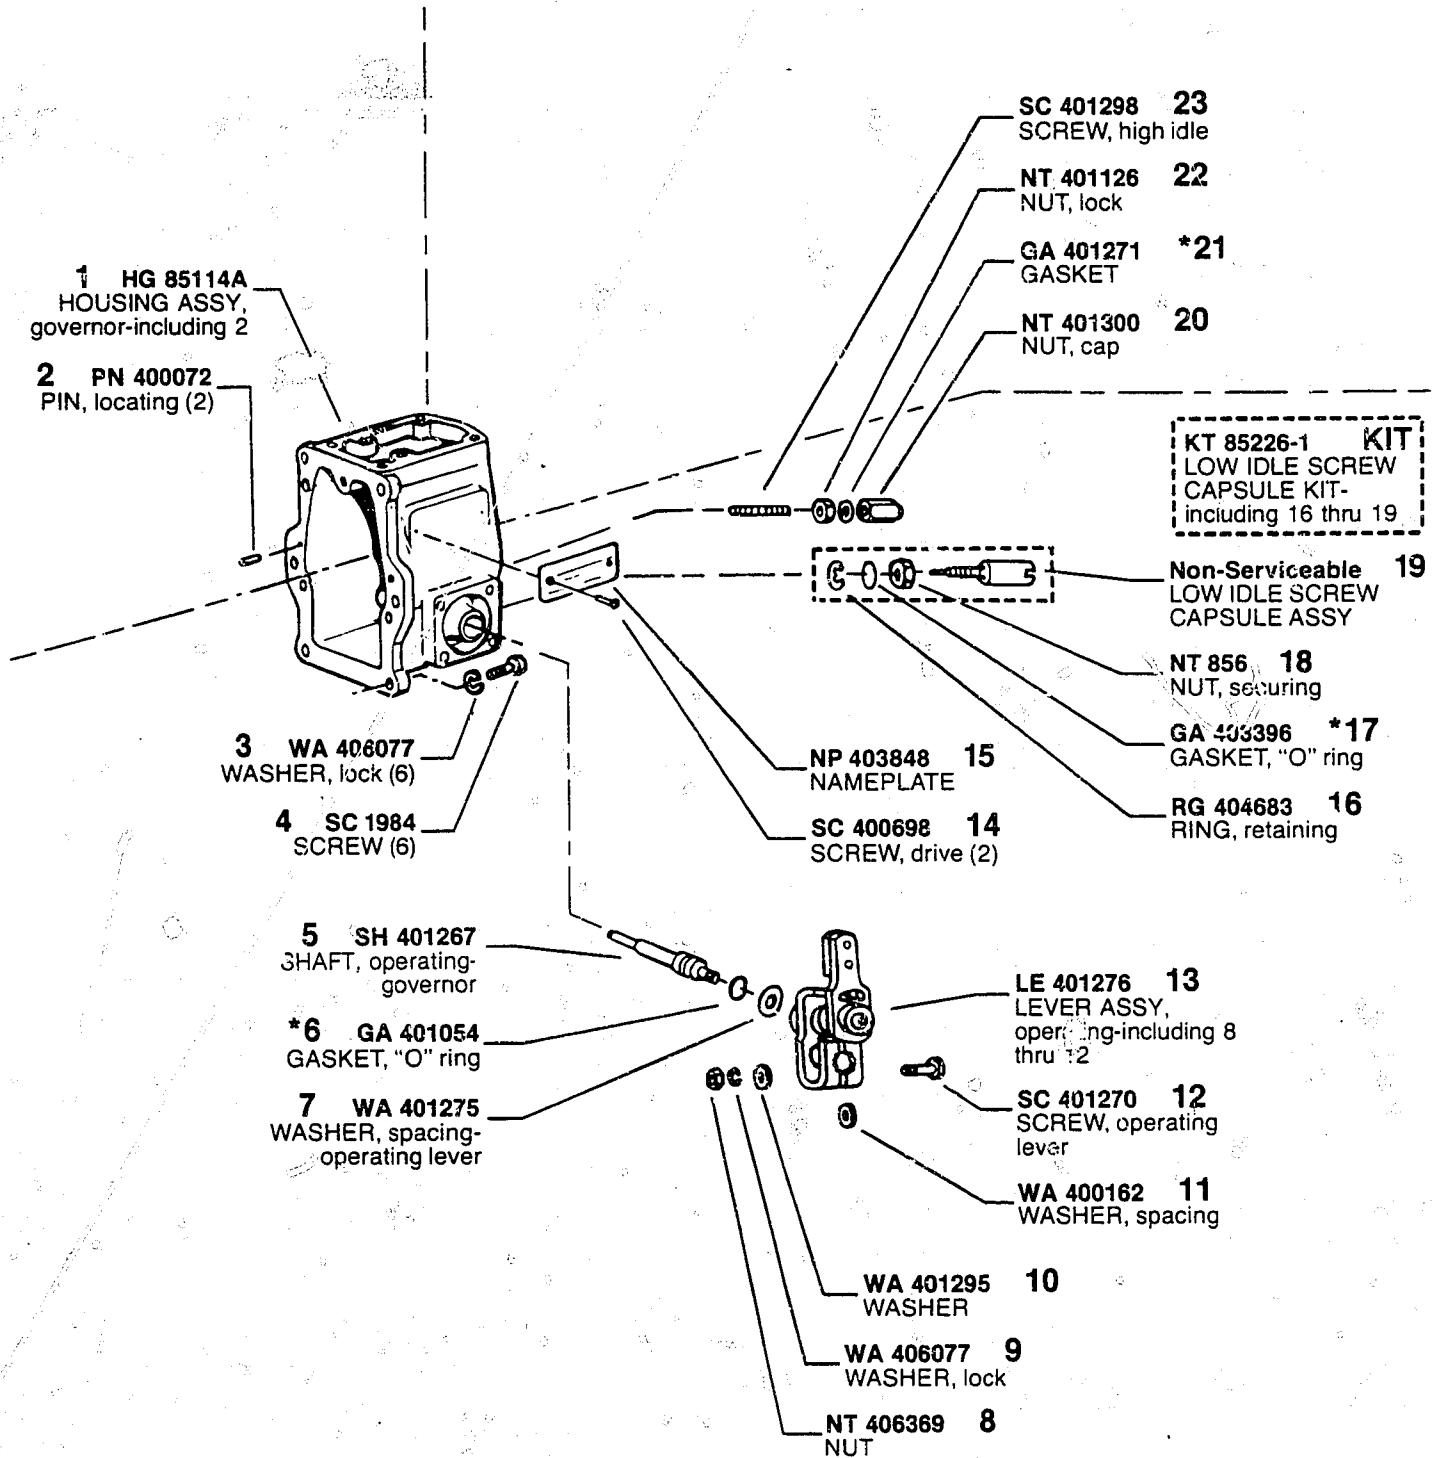 SC 401298 23
SCREW, high idle
NT 401126 22
NUT, lock
GA 401271 *21
GASKET
NT 401300 20
NUT, cap
1 HG 85114A
HOUSING ASSY,
governor-including 2
2 PN 400072
PIN, locating (2)
KT 85226-1 KIT
LOW IDLE SCREW
CAPSULE KIT-
including 16 thru 19
Non-Serviceable 19
LOW IDLE SCREW
CAPSULE ASSY
NT 856 18
NUT, securing
GA 403396 *17
GASKET, "O" ring
RG 404683 16
RING, retaining
3 WA 406077
WASHER, lock (6)
4 SC 1984
SCREW (6)
NP 403848 15
NAMEPLATE
SC 400698 14
SCREW, drive (2)
5 SH 401267
SHAFT, operating-
governor
*6 GA 401054
GASKET, "O" ring
7 WA 401275
WASHER, spacing-
operating lever
LE 401276 13
LEVER ASSY,
operating-including 8
thru 12
SC 401270 12
SCREW, operating
lever
WA 400162 11
WASHER, spacing
WA 401295 10
WASHER
WA 406077 9
WASHER, lock
NT 406369 8
NUT